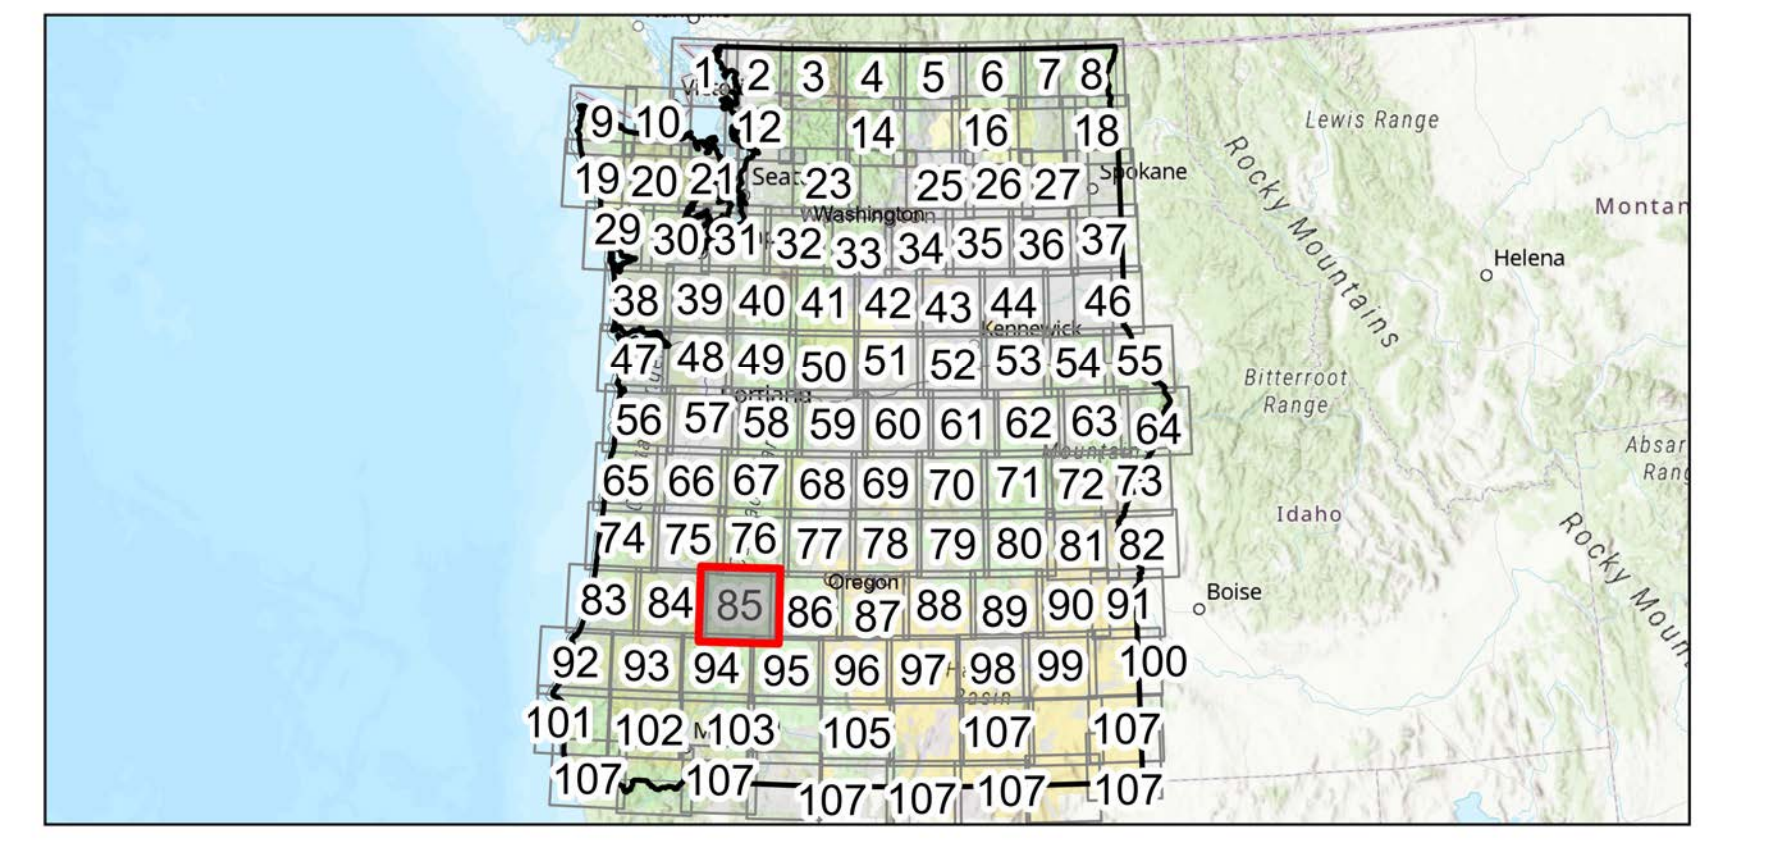 1 2 3 4 5 6 7 8
Lewis Range
9 10 12 14 16 18
Rocky Mountains
19 20 21 Seat 23 25 26 27 Spokane
Montan
Washington
29 30 31 32 33 34 35 36 37
Helena
38 39 40 41 42 43 44 46
Kennewick
47 48 49 50 51 52 53 54 55
Bitterroot
Range
Portland
56 57 58 59 60 61 62 63 64
Mountain
Absar
Rang
65 66 67 68 69 70 71 72 73
Idaho
74 75 76 77 78 79 80 81 82
Rocky Moun
Oregon
Boise
83 84 85 86 87 88 89 90 91
92 93 94 95 96 97 98 99 100
Basin
101 102 M 103 105 107 107
107 107 107 107 107 107